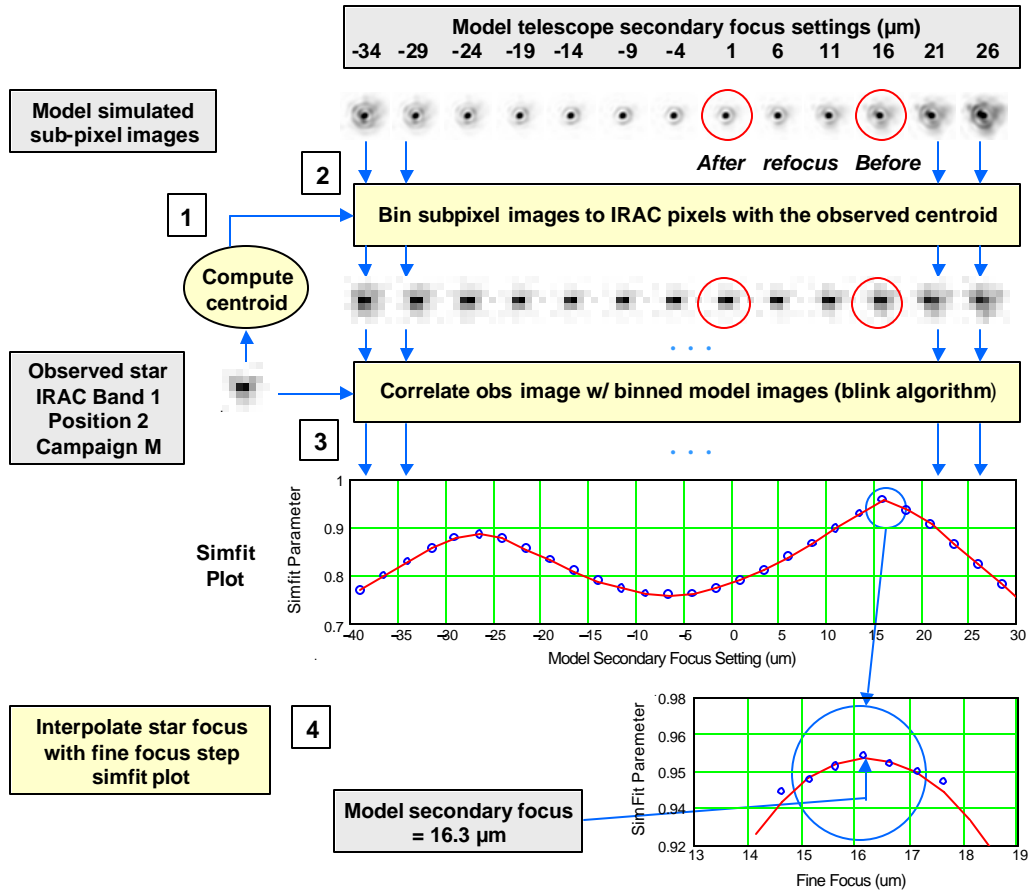 Model telescope secondary focus settings (µm)
-34 -29 -24 -19 -14 -9 -4 1 6 11 16 21 26
Model simulated
sub-pixel images
After refocus Before
2
1
Bin subpixel images to IRAC pixels with the observed centroid
Compute
centroid
. . .
Observed star
IRAC Band 1
Position 2
Campaign M
Correlate obs image w/ binned model images (blink algorithm)
3
. . .
Simfit
Plot
Simfit Parameter
1
0.9
0.8
0.7
−40 −35 −30 −25 −20 −15 −10 −5 0 5 10 15 20 25 30
Model Secondary Focus Setting (um)
Interpolate star focus
with fine focus step
simfit plot
4
Model secondary focus
= 16.3 µm
SimFit Paremeter
0.98
0.96
0.95
0.94
0.92
13 14 15 16 17 18 19
Fine Focus (um)